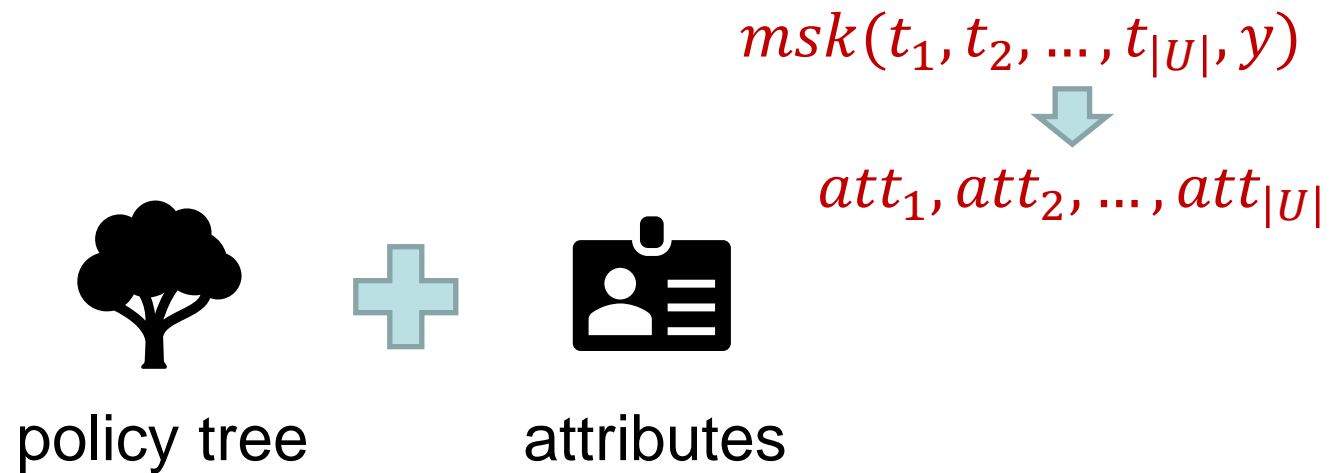 msk(t₁, t₂, … , t|U|, y)
att₁, att₂, … , att|U|
policy tree
attributes